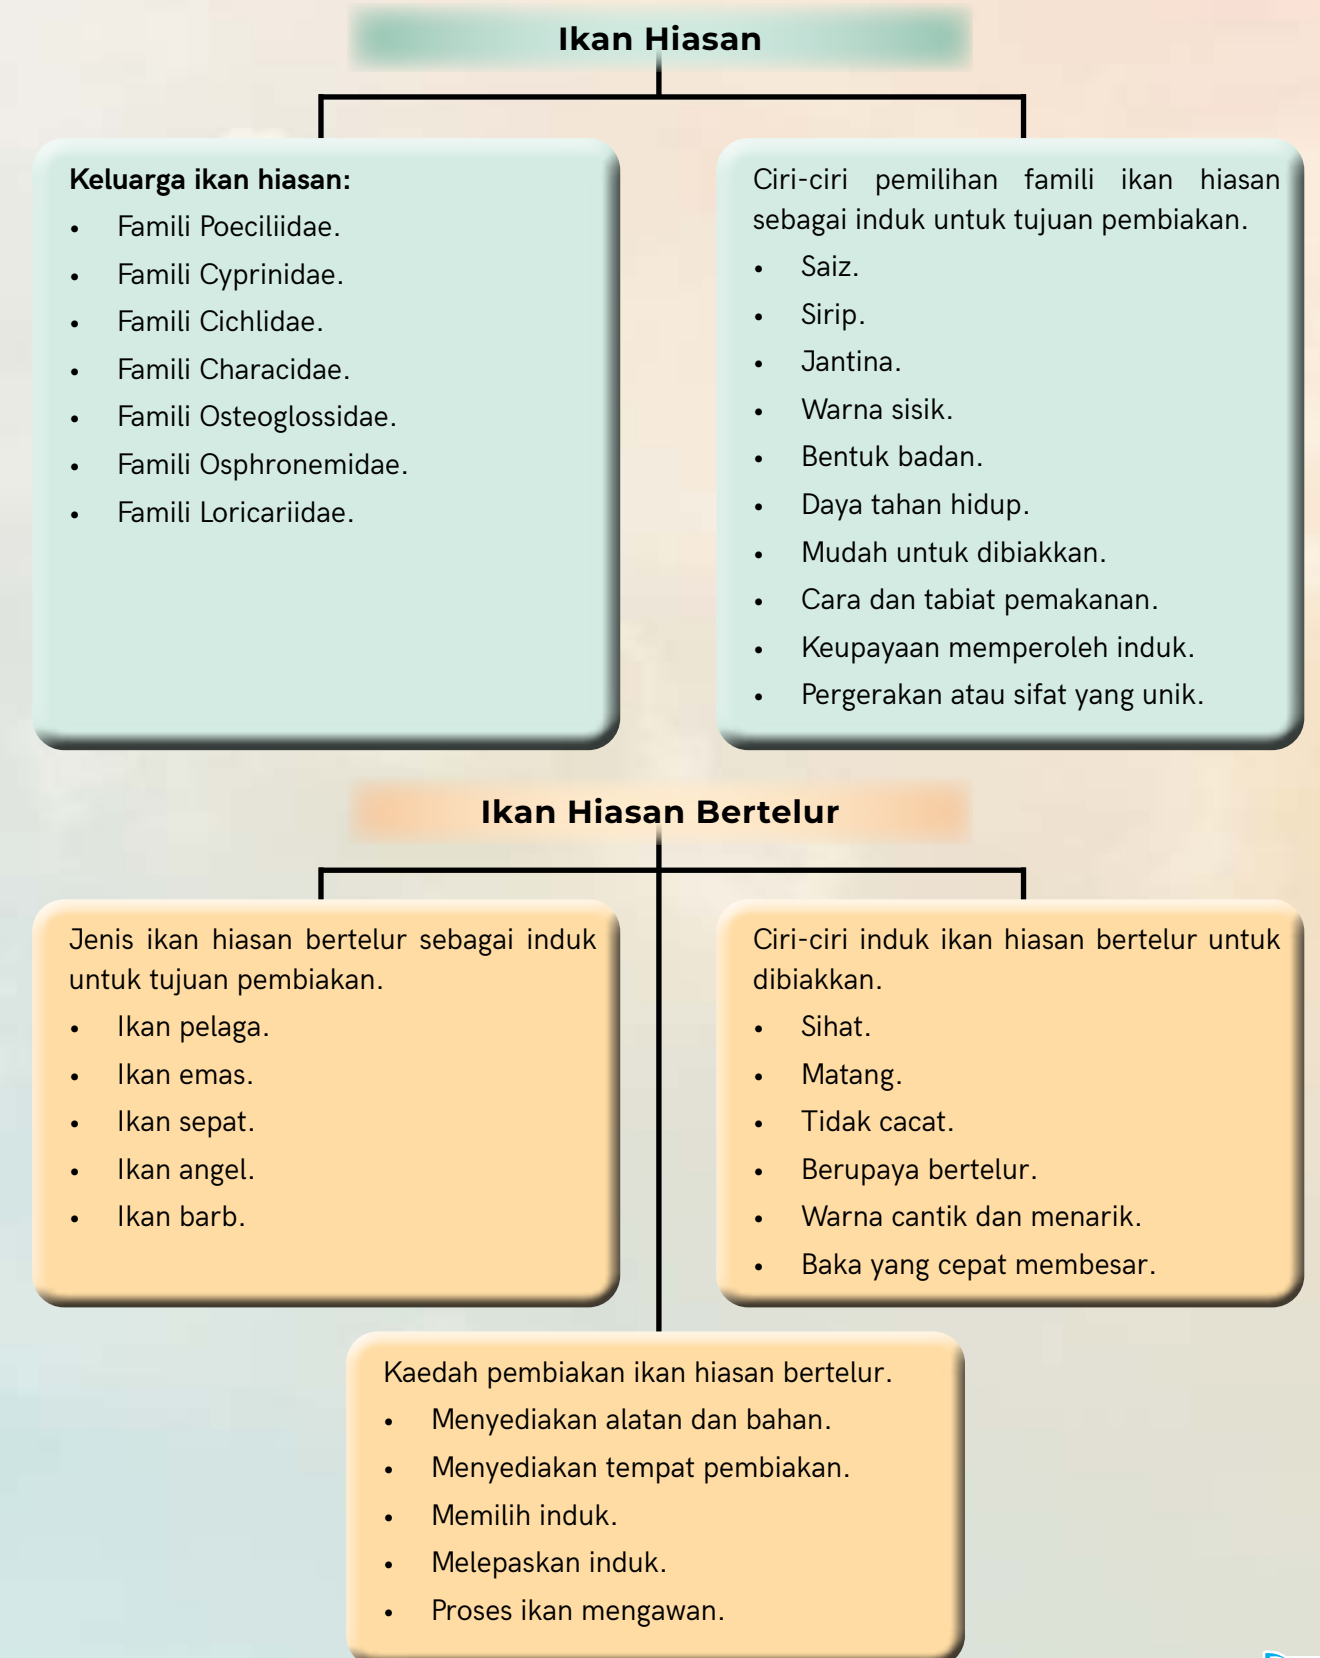 Ikan Hiasan
Keluarga ikan hiasan:
• Famili Poeciliidae.
• Famili Cyprinidae.
• Famili Cichlidae.
• Famili Characidae.
• Famili Osteoglossidae.
• Famili Osphronemidae.
• Famili Loricariidae.
Ciri-ciri pemilihan famili ikan hiasan
sebagai induk untuk tujuan pembiakan.
• Saiz.
• Sirip.
• Jantina.
• Warna sisik.
• Bentuk badan.
• Daya tahan hidup.
• Mudah untuk dibiakkan.
• Cara dan tabiat pemakanan.
• Keupayaan memperoleh induk.
• Pergerakan atau sifat yang unik.
Ikan Hiasan Bertelur
Jenis ikan hiasan bertelur sebagai induk
untuk tujuan pembiakan.
• Ikan pelaga.
• Ikan emas.
• Ikan sepat.
• Ikan angel.
• Ikan barb.
Ciri-ciri induk ikan hiasan bertelur untuk
dibiakkan.
• Sihat.
• Matang.
• Tidak cacat.
• Berupaya bertelur.
• Warna cantik dan menarik.
• Baka yang cepat membesar.
Kaedah pembiakan ikan hiasan bertelur.
• Menyediakan alatan dan bahan.
• Menyediakan tempat pembiakan.
• Memilih induk.
• Melepaskan induk.
• Proses ikan mengawan.